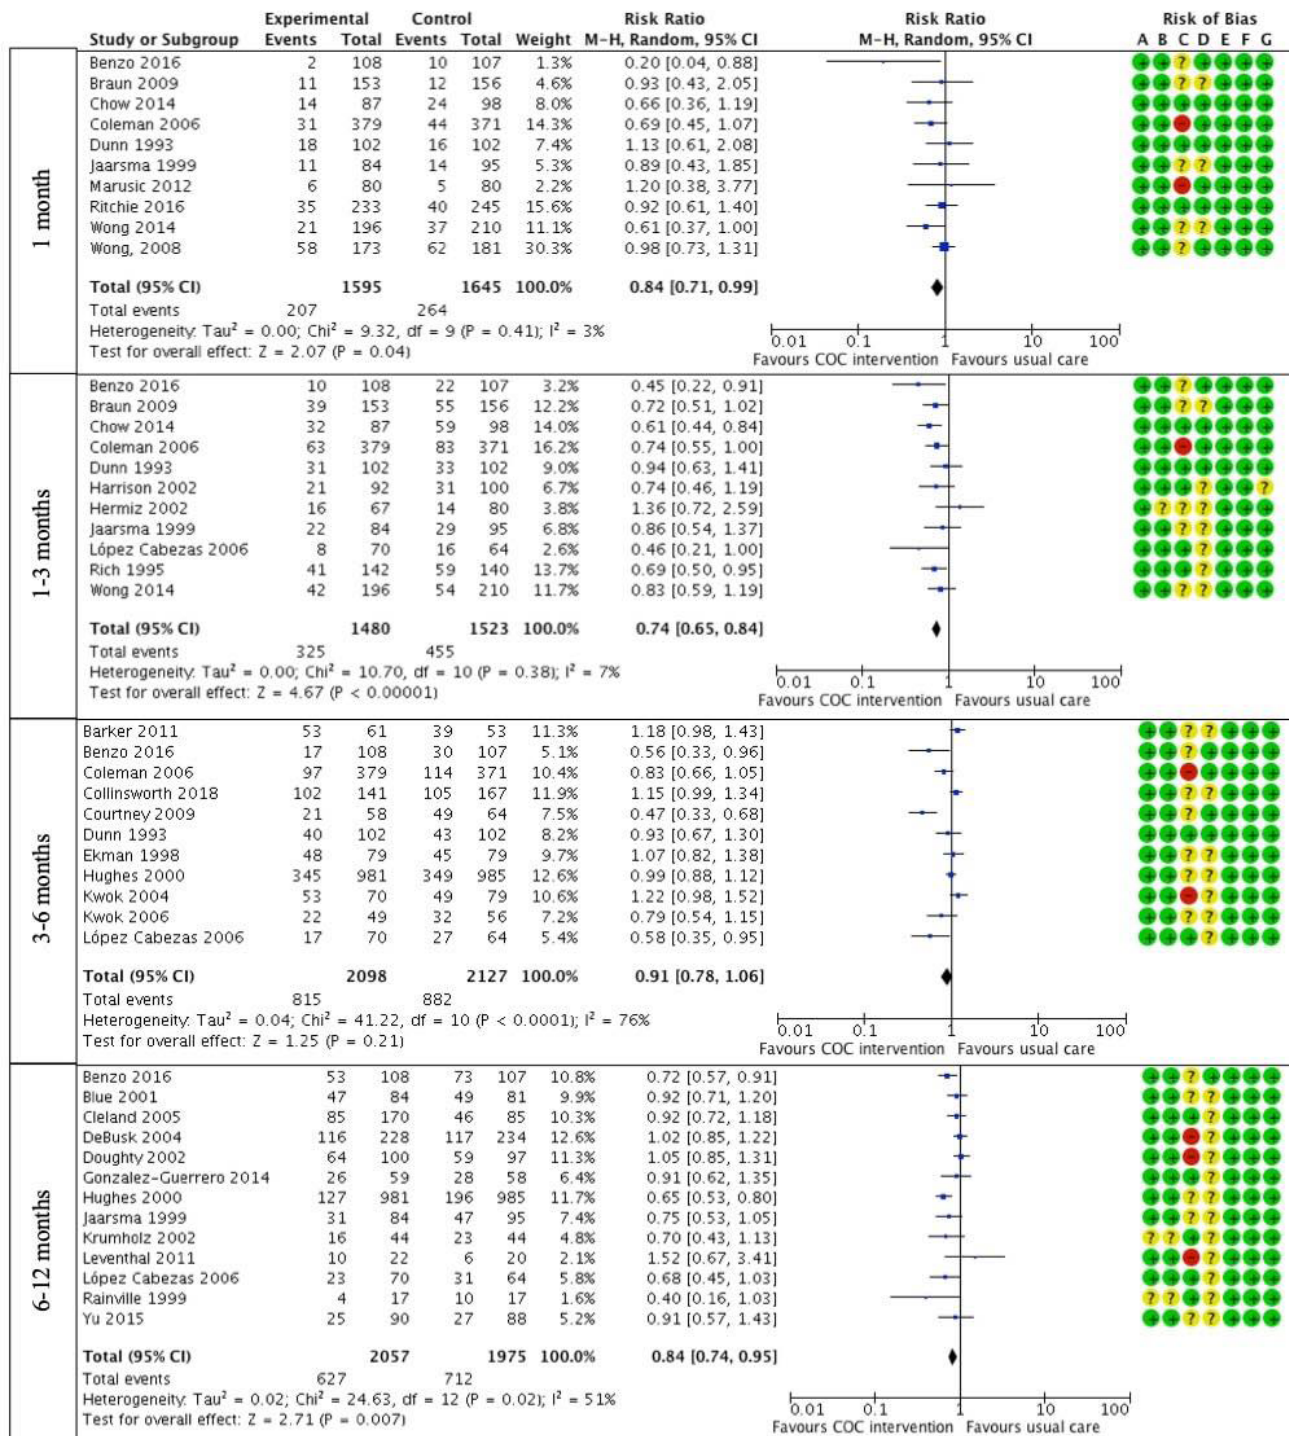 Experimental Control Risk Ratio Risk Ratio Risk of Bias
Study or Subgroup Events Total Events Total Weight M-H, Random, 95% CI M-H, Random, 95% CI A B C D E F G
1 month
Benzo 2016 2 108 10 107 1.3% 0.20 [0.04, 0.88] + + ? + + + +
Braun 2009 11 153 12 156 4.6% 0.93 [0.43, 2.05] + + ? ? + + +
Chow 2014 14 87 24 98 8.0% 0.66 [0.36, 1.19] + + + + + + +
Coleman 2006 31 379 44 371 14.3% 0.69 [0.45, 1.07] + + - + + + +
Dunn 1993 18 102 16 102 7.4% 1.13 [0.61, 2.08] + + + + + + +
Jaarsma 1999 11 84 14 95 5.3% 0.89 [0.43, 1.85] + + ? ? + + +
Marusic 2012 6 80 5 80 2.2% 1.20 [0.38, 3.77] + + - + + + +
Ritchie 2016 35 233 40 245 15.6% 0.92 [0.61, 1.40] + + + + + + +
Wong 2014 21 196 37 210 11.1% 0.61 [0.37, 1.00] + + ? ? + + +
Wong, 2008 58 173 62 181 30.3% 0.98 [0.73, 1.31] + + ? + + + +
Total (95% CI) 1595 1645 100.0% 0.84 [0.71, 0.99]
Total events 207 264
Heterogeneity: Tau² = 0.00; Chi² = 9.32, df = 9 (P = 0.41); I² = 3%
Test for overall effect: Z = 2.07 (P = 0.04)
0.01 0.1 1 10 100
Favours COC intervention Favours usual care
1-3 months
Benzo 2016 10 108 22 107 3.2% 0.45 [0.22, 0.91] + + ? + + + +
Braun 2009 39 153 55 156 12.2% 0.72 [0.51, 1.02] + + ? ? + + +
Chow 2014 32 87 59 98 14.0% 0.61 [0.44, 0.84] + + + + + + +
Coleman 2006 63 379 83 371 16.2% 0.74 [0.55, 1.00] + + - + + + +
Dunn 1993 31 102 33 102 9.0% 0.94 [0.63, 1.41] + + + + + + +
Harrison 2002 21 92 31 100 6.7% 0.74 [0.46, 1.19] + + + ? + + ?
Hermiz 2002 16 67 14 80 3.8% 1.36 [0.72, 2.59] + ? ? ? + + +
Jaarsma 1999 22 84 29 95 6.8% 0.86 [0.54, 1.37] + + ? ? + + +
López Cabezas 2006 8 70 16 64 2.6% 0.46 [0.21, 1.00] + + + ? + + +
Rich 1995 41 142 59 140 13.7% 0.69 [0.50, 0.95] + + + ? + + +
Wong 2014 42 196 54 210 11.7% 0.83 [0.59, 1.19] + + ? ? + + +
Total (95% CI) 1480 1523 100.0% 0.74 [0.65, 0.84]
Total events 325 455
Heterogeneity: Tau² = 0.00; Chi² = 10.70, df = 10 (P = 0.38); I² = 7%
Test for overall effect: Z = 4.67 (P < 0.00001)
0.01 0.1 1 10 100
Favours COC intervention Favours usual care
3-6 months
Barker 2011 53 61 39 53 11.3% 1.18 [0.98, 1.43] + + ? ? + + +
Benzo 2016 17 108 30 107 5.1% 0.56 [0.33, 0.96] + + ? + + + +
Coleman 2006 97 379 114 371 10.4% 0.83 [0.66, 1.05] + + - + + + +
Collinsworth 2018 102 141 105 167 11.9% 1.15 [0.99, 1.34] + + ? ? + + +
Courtney 2009 21 58 49 64 7.5% 0.47 [0.33, 0.68] + + ? + + + +
Dunn 1993 40 102 43 102 8.2% 0.93 [0.67, 1.30] + + + + + + +
Ekman 1998 48 79 45 79 9.7% 1.07 [0.82, 1.38] + + ? ? + + +
Hughes 2000 345 981 349 985 12.6% 0.99 [0.88, 1.12] + + ? ? + + +
Kwok 2004 53 70 49 79 10.6% 1.22 [0.98, 1.52] + + - ? + + +
Kwok 2006 22 49 32 56 7.2% 0.79 [0.54, 1.15] + + ? ? + + +
López Cabezas 2006 17 70 27 64 5.4% 0.58 [0.35, 0.95] + + + ? + + +
Total (95% CI) 2098 2127 100.0% 0.91 [0.78, 1.06]
Total events 815 882
Heterogeneity: Tau² = 0.04; Chi² = 41.22, df = 10 (P < 0.0001); I² = 76%
Test for overall effect: Z = 1.25 (P = 0.21)
0.01 0.1 1 10 100
Favours COC intervention Favours usual care
6-12 months
Benzo 2016 53 108 73 107 10.8% 0.72 [0.57, 0.91] + + ? + + + +
Blue 2001 47 84 49 81 9.9% 0.92 [0.71, 1.20] + + ? ? + + +
Cleland 2005 85 170 46 85 10.3% 0.92 [0.72, 1.18] + + + ? + + +
DeBusk 2004 116 228 117 234 12.6% 1.02 [0.85, 1.22] + + - ? + + +
Doughty 2002 64 100 59 97 11.3% 1.05 [0.85, 1.31] + + - ? + + +
Gonzalez-Guerrero 2014 26 59 28 58 6.4% 0.91 [0.62, 1.35] + + ? ? + + +
Hughes 2000 127 981 196 985 11.7% 0.65 [0.53, 0.80] + + ? ? + + +
Jaarsma 1999 31 84 47 95 7.4% 0.75 [0.53, 1.05] + + ? ? + + +
Krumholz 2002 16 44 23 44 4.8% 0.70 [0.43, 1.13] ? ? + ? + + +
Leventhal 2011 10 22 6 20 2.1% 1.52 [0.67, 3.41] + + - ? + + +
López Cabezas 2006 23 70 31 64 5.8% 0.68 [0.45, 1.03] + + + ? + + +
Rainville 1999 4 17 10 17 1.6% 0.40 [0.16, 1.03] ? ? + ? + + +
Yu 2015 25 90 27 88 5.2% 0.91 [0.57, 1.43] + + ? ? + + +
Total (95% CI) 2057 1975 100.0% 0.84 [0.74, 0.95]
Total events 627 712
Heterogeneity: Tau² = 0.02; Chi² = 24.63, df = 12 (P = 0.02); I² = 51%
Test for overall effect: Z = 2.71 (P = 0.007)
0.01 0.1 1 10 100
Favours COC intervention Favours usual care